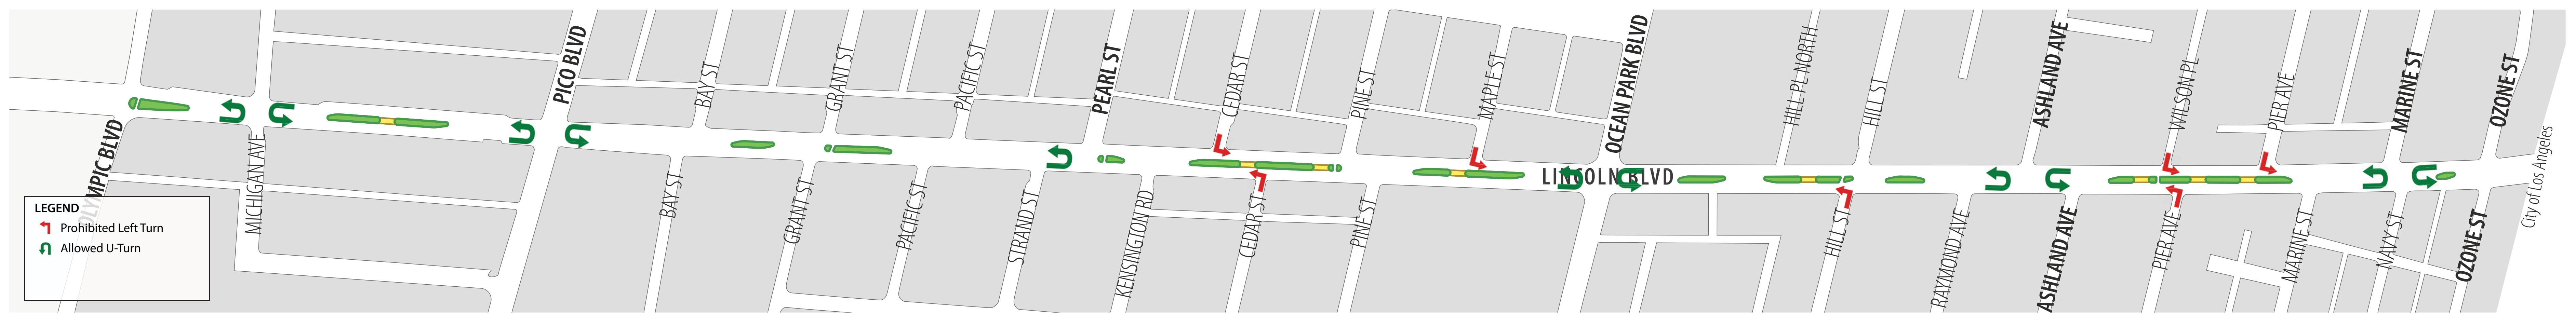 OLYMPIC BLVD
MICHIGAN AVE
PICO BLVD
BAY ST
GRANT ST
PACIFIC ST
PEARL ST
CEDAR ST
PINE ST
MAPLE ST
OCEAN PARK BLVD
HILL PL NORTH
HILL ST
ASHLAND AVE
WILSON PL
PIER AVE
MARINE ST
OZONE ST
City of Los Angeles
LINCOLN BLVD
BAY ST
GRANT ST
PACIFIC ST
STRAND ST
KENSINGTON RD
CEDAR ST
PINE ST
HILL ST
RAYMOND AVE
ASHLAND AVE
PIER AVE
MARINE ST
NAVY ST
OZONE ST
LEGEND
Prohibited Left Turn
Allowed U-Turn